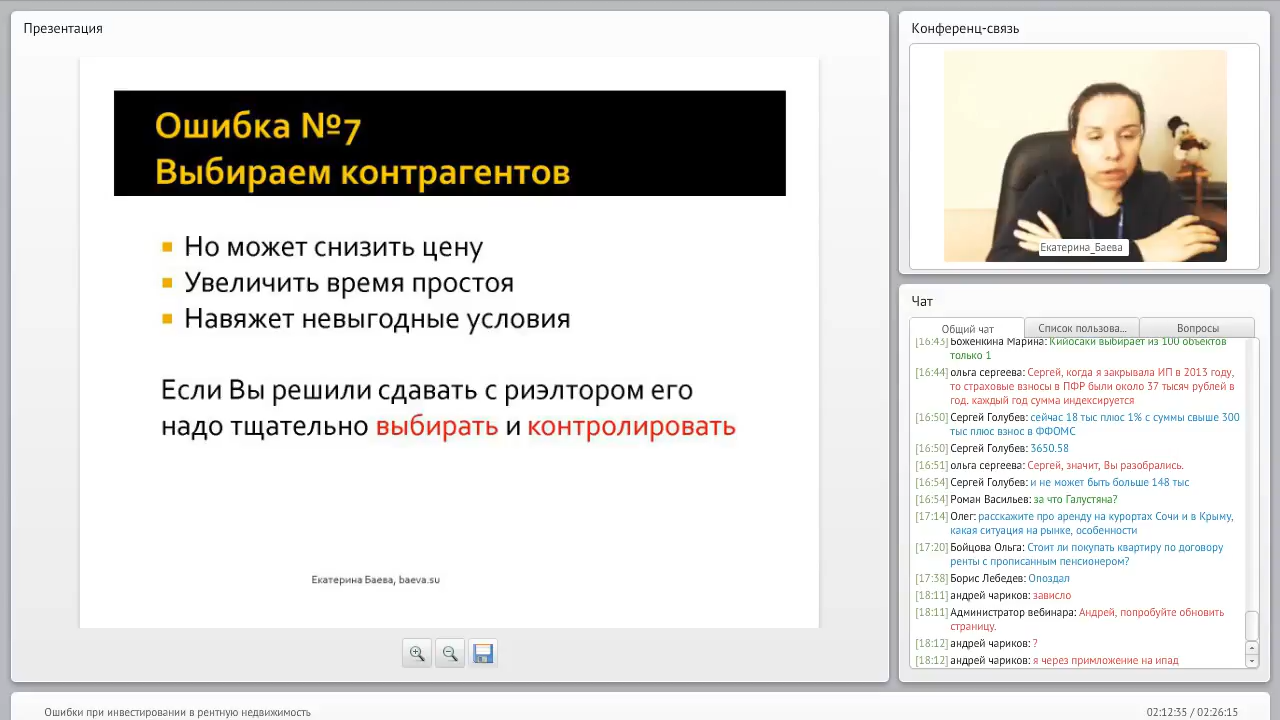 Презентация
Ошибка №7
Выбираем контрагентов
Но может снизить цену
Увеличить время простоя
Навяжет невыгодные условия
Если Вы решили сдавать с риэлтором его
надо тщательно выбирать и контролировать
Екатерина Баева, baeva.su
Конференц-связь
Екатерина_Баева
Чат
Общий чат
Список пользова...
Вопросы
[16:43] Боженкина Марина: Кийосаки выбирает из 100 объектов
только 1
[16:44] ольга сергеева: Сергей, когда я закрывала ИП в 2013 году,
то страховые взносы в ПФР были около 37 тысяч рублей в
год. каждый год сумма индексируется
[16:50] Сергей Голубев: сейчас 18 тыс плюс 1% с суммы свыше 300
тыс плюс взнос в ФФОМС
[16:50] Сергей Голубев: 3650.58
[16:51] ольга сергеева: Сергей, значит, Вы разобрались.
[16:54] Сергей Голубев: и не может быть больше 148 тыс
[16:54] Роман Васильев: за что Галустяна?
[17:14] Олег: расскажите про аренду на курортах Сочи и в Крыму,
какая ситуация на рынке, особенности
[17:20] Бойцова Ольга: Стоит ли покупать квартиру по договору
ренты с прописанным пенсионером?
[17:38] Борис Лебедев: Опоздал
[18:11] андрей чариков: зависло
[18:11] Администратор вебинара: Андрей, попробуйте обновить
страницу.
[18:12] андрей чариков: ?
[18:12] андрей чариков: я через примложение на ипад
Ошибки при инвестировании в рентную недвижимость
02:12:35 / 02:26:15